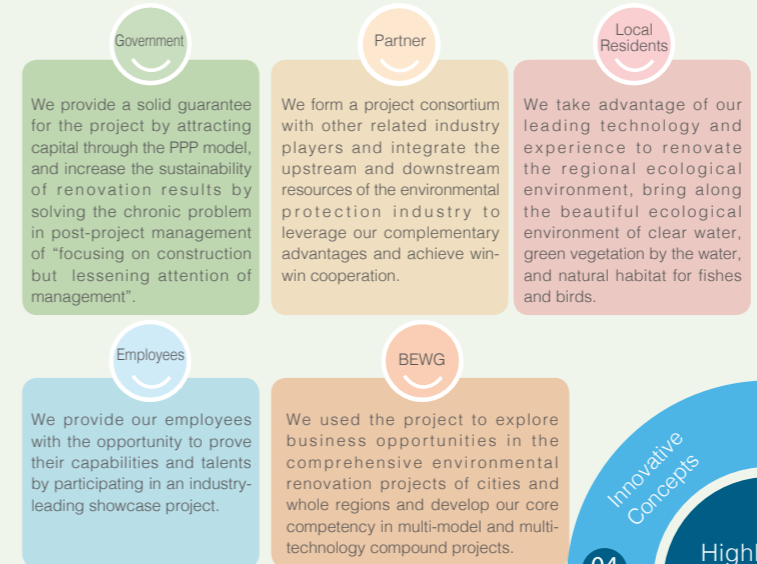 Government
We provide a solid guarantee
for the project by attracting
capital through the PPP model,
and increase the sustainability
of renovation results by
solving the chronic problem
in post-project management
of “focusing on construction
but lessening attention of
management”.
Partner
We form a project consortium
with other related industry
players and integrate the
upstream and downstream
resources of the environmental
protection industry to
leverage our complementary
advantages and achieve win-
win cooperation.
Local
Residents
We take advantage of our
leading technology and
experience to renovate
the regional ecological
environment, bring along
the beautiful ecological
environment of clear water,
green vegetation by the water,
and natural habitat for fishes
and birds.
Employees
We provide our employees
with the opportunity to prove
their capabilities and talents
by participating in an industry-
leading showcase project.
BEWG
We used the project to explore
business opportunities in the
comprehensive environmental
renovation projects of cities and
whole regions and develop our core
competency in multi-model and multi-
technology compound projects.
Innovative
Concepts
04
Highl